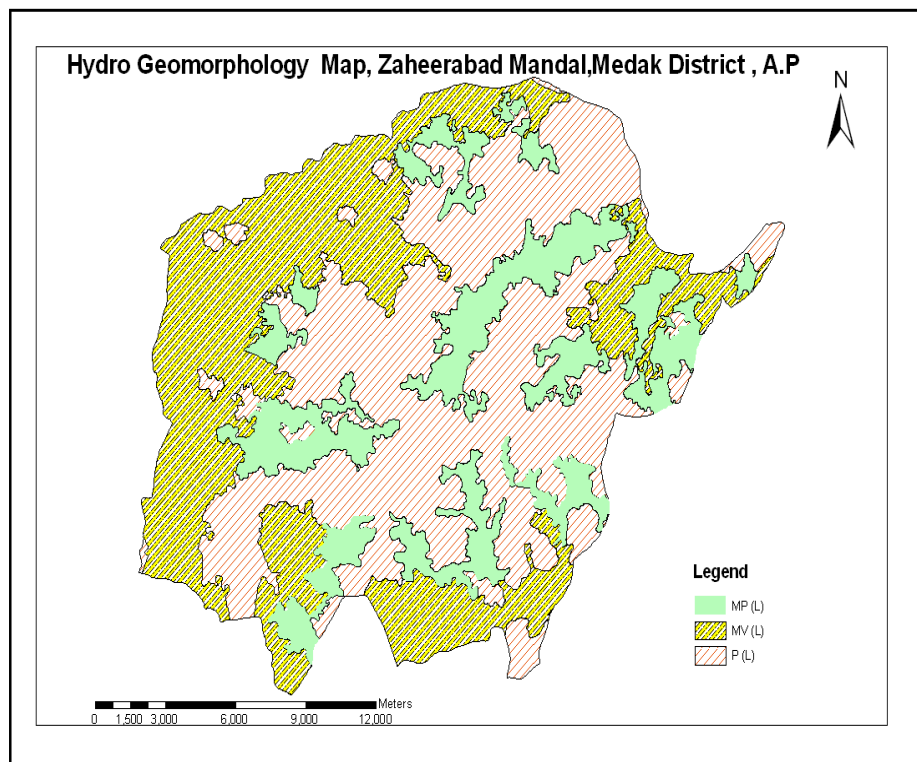 Hydro Geomorphology Map, Zaheerabad Mandal,Medak District , A.P
N
Legend
MP (L)
MV (L)
P (L)
Meters
0 1,500 3,000 6,000 9,000 12,000